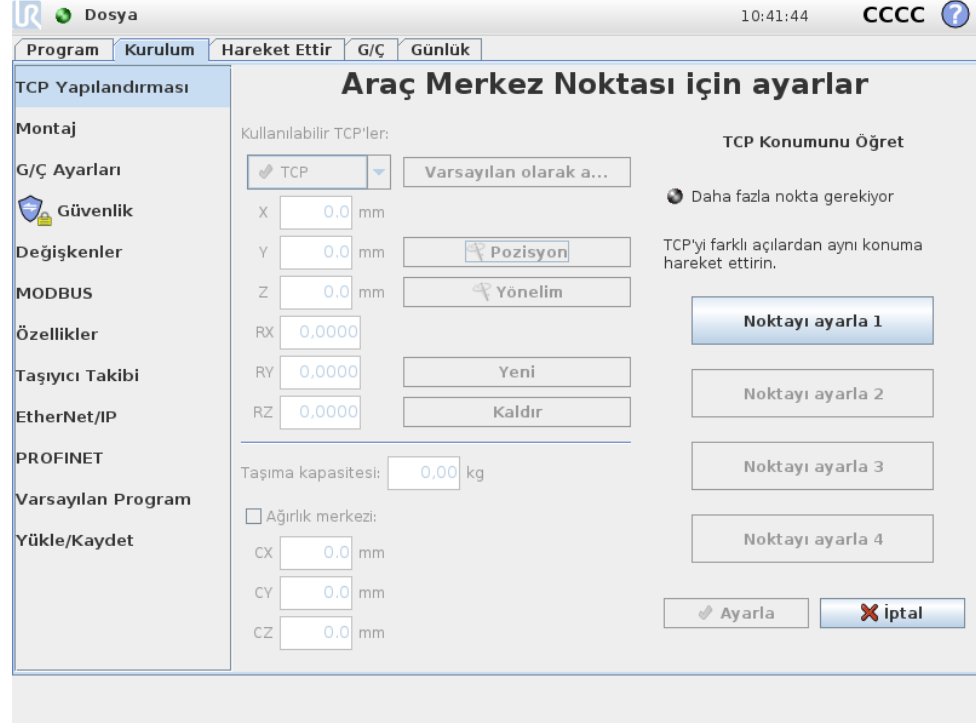 UR Dosya 10:41:44 CCCC ?
Program Kurulum Hareket Ettir G/Ç Günlük
TCP Yapılandırması
Montaj
G/Ç Ayarları
Güvenlik
Değişkenler
MODBUS
Özellikler
Taşıyıcı Takibi
EtherNet/IP
PROFINET
Varsayılan Program
Yükle/Kaydet
Araç Merkez Noktası için ayarlar
Kullanılabilir TCP'ler:
TCP Varsayılan olarak a...
X 0.0 mm
Y 0.0 mm Pozisyon
Z 0.0 mm Yönelim
RX 0,0000
RY 0,0000 Yeni
RZ 0,0000 Kaldır
Taşıma kapasitesi: 0,00 kg
Ağırlık merkezi:
CX 0.0 mm
CY 0.0 mm
CZ 0.0 mm
TCP Konumunu Öğret
Daha fazla nokta gerekiyor
TCP'yi farklı açılardan aynı konuma
hareket ettirin.
Noktayı ayarla 1
Noktayı ayarla 2
Noktayı ayarla 3
Noktayı ayarla 4
Ayarla İptal